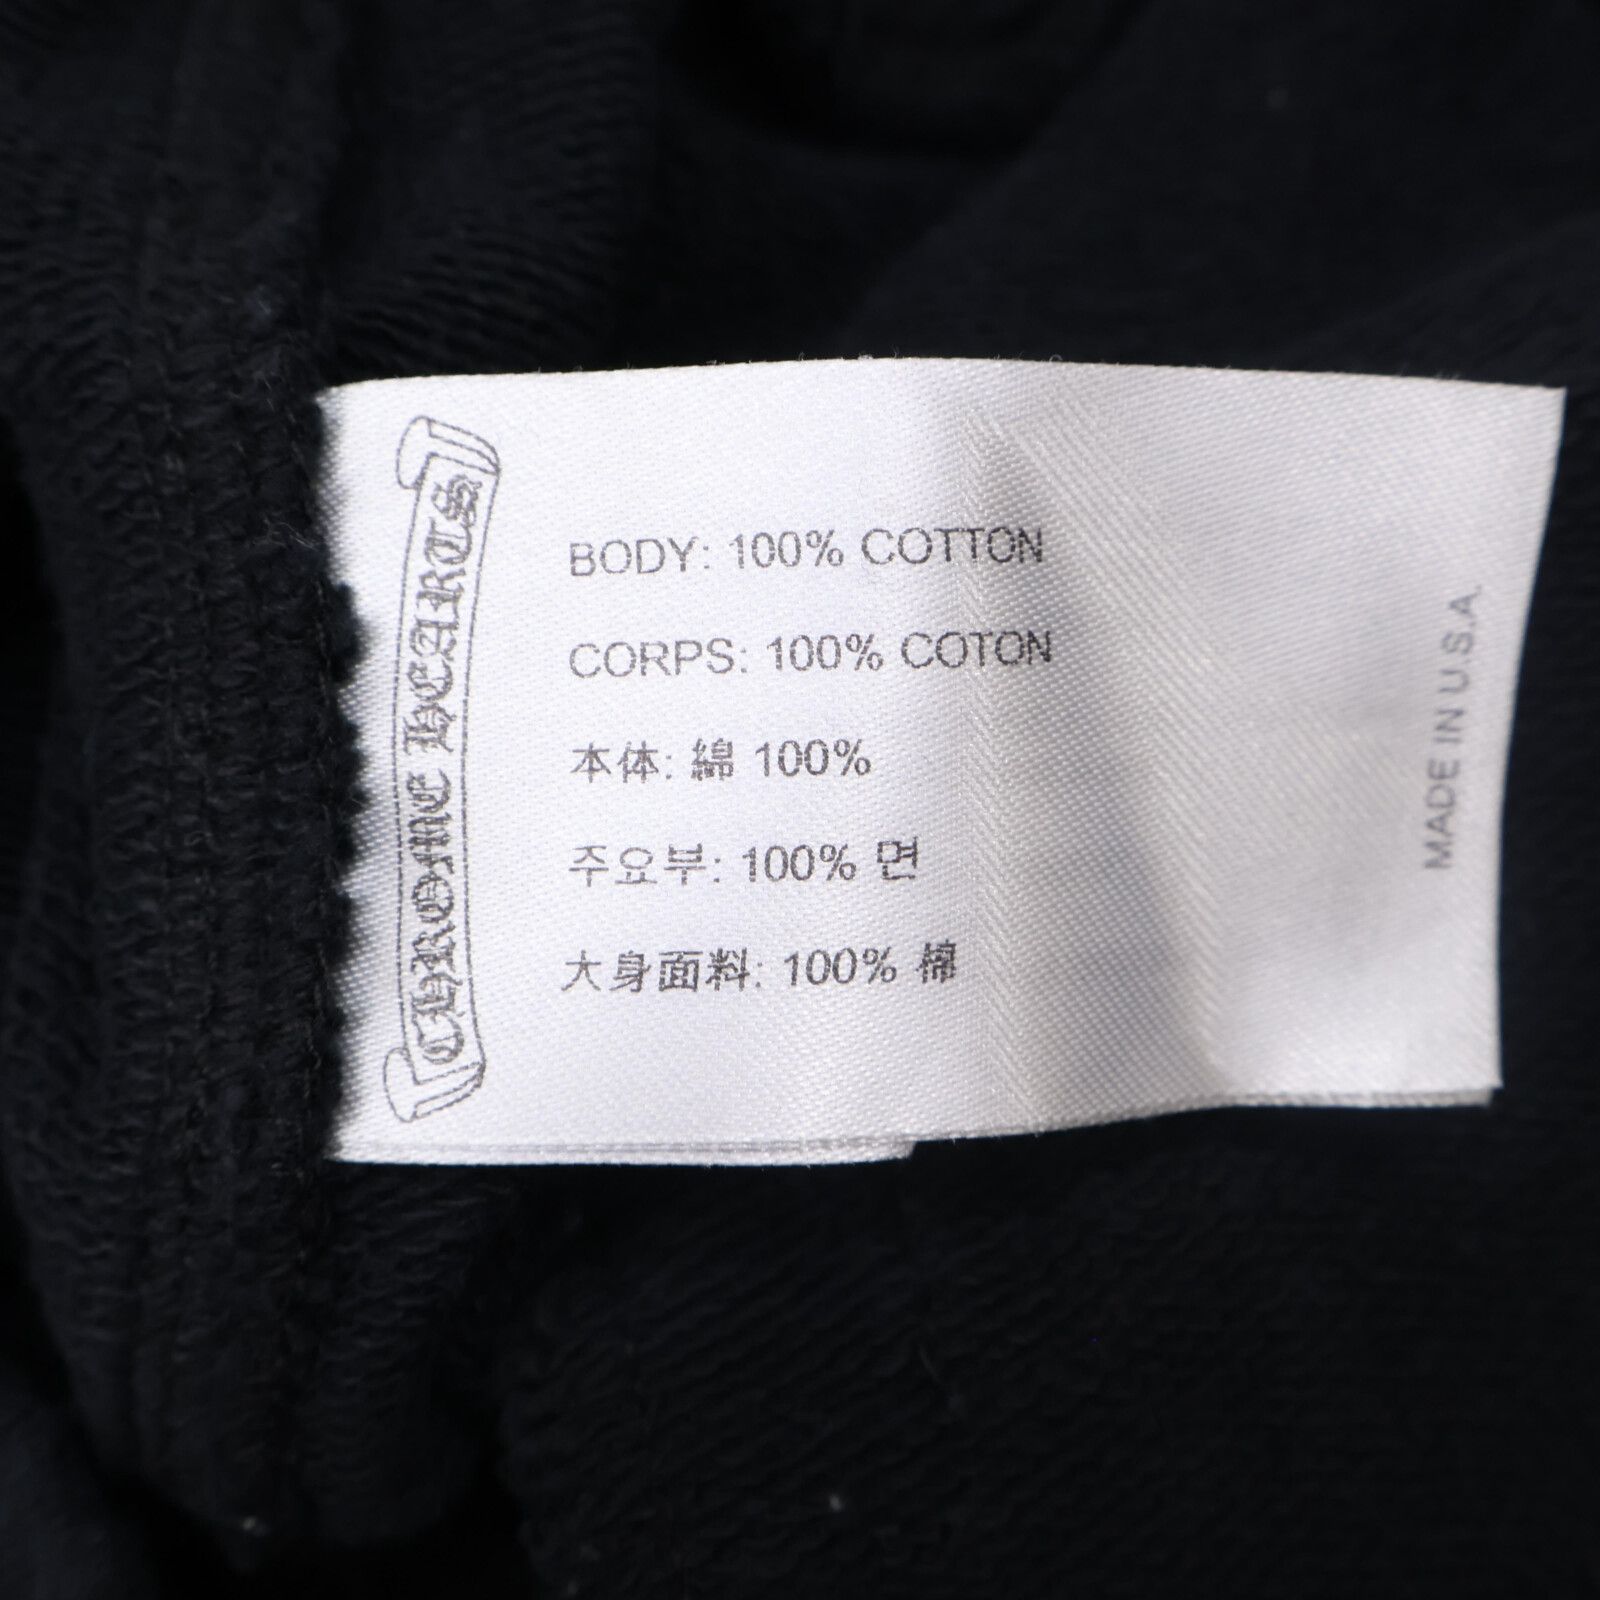 CHROME HEARTS
BODY: 100% COTTON
CORPS: 100% COTON
本体: 綿 100%
주요부: 100% 면
大身面料: 100% 棉
MADE IN U.S.A.